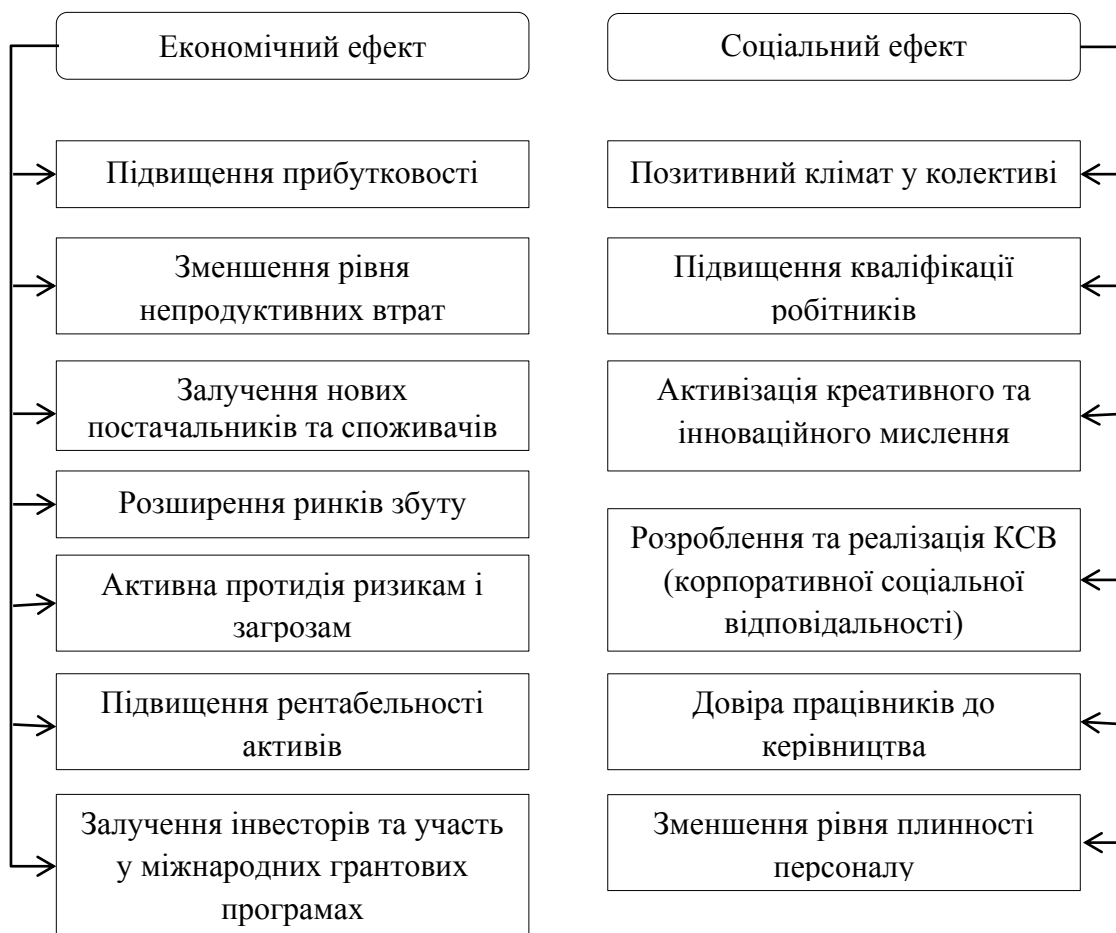 Економічний ефект
Підвищення прибутковості
Зменшення рівня
непродуктивних втрат
Залучення нових
постачальників та споживачів
Розширення ринків збуту
Активна протидія ризикам і
загрозам
Підвищення рентабельності
активів
Залучення інвесторів та участь
у міжнародних грантових
програмах
Соціальний ефект
Позитивний клімат у колективі
Підвищення кваліфікації
робітників
Активізація креативного та
інноваційного мислення
Розроблення та реалізація КСВ
(корпоративної соціальної
відповідальності)
Довіра працівників до
керівництва
Зменшення рівня плинності
персоналу